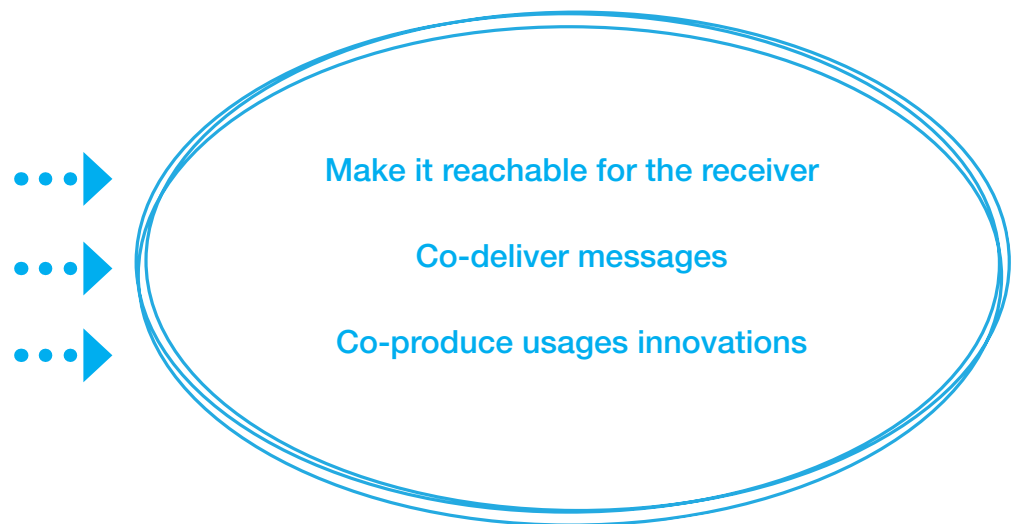 Make it reachable for the receiver
Co-deliver messages
Co-produce usages innovations